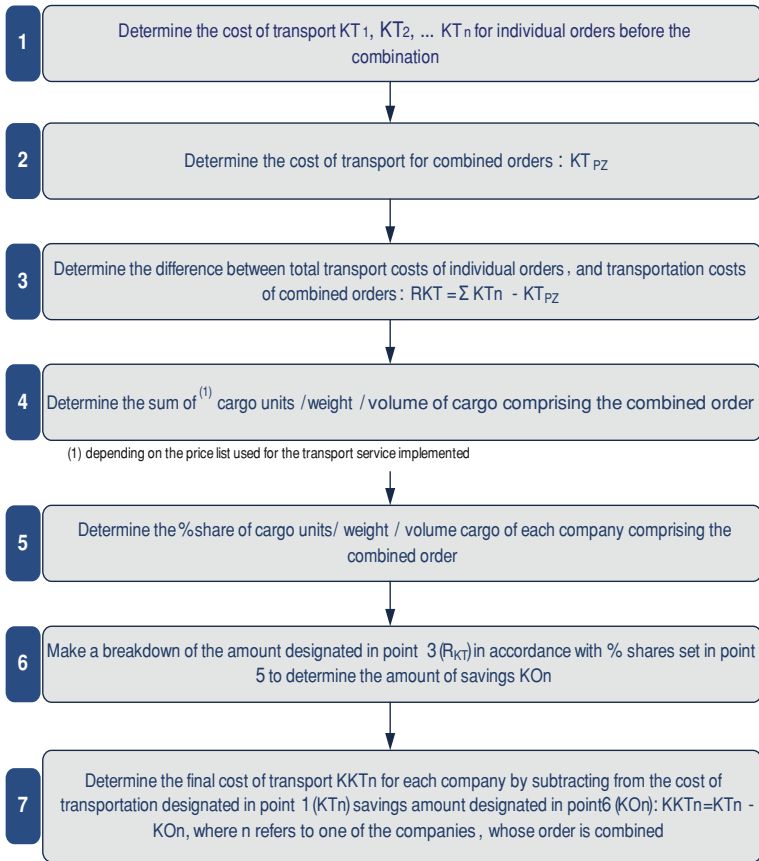 1
Determine the cost of transport KT1, KT2, ... KTn for individual orders before the
combination
2
Determine the cost of transport for combined orders : KT PZ
3
Determine the difference between total transport costs of individual orders, and transportation costs
of combined orders: RKT =Σ KTn - KTPZ
4
Determine the sum of (1) cargo units /weight / volume of cargo comprising the combined order
(1) depending on the price list used for the transport service implemented
5
Determine the %share of cargo units/ weight / volume cargo of each company comprising the
combined order
6
Make a breakdown of the amount designated in point 3 (RKT) in accordance with % shares set in point
5 to determine the amount of savings KOn
7
Determine the final cost of transport KKTn for each company by subtracting from the cost of
transportation designated in point 1 (KTn) savings amount designated in point6 (KOn): KKTn=KTn -
KOn, where n refers to one of the companies, whose order is combined